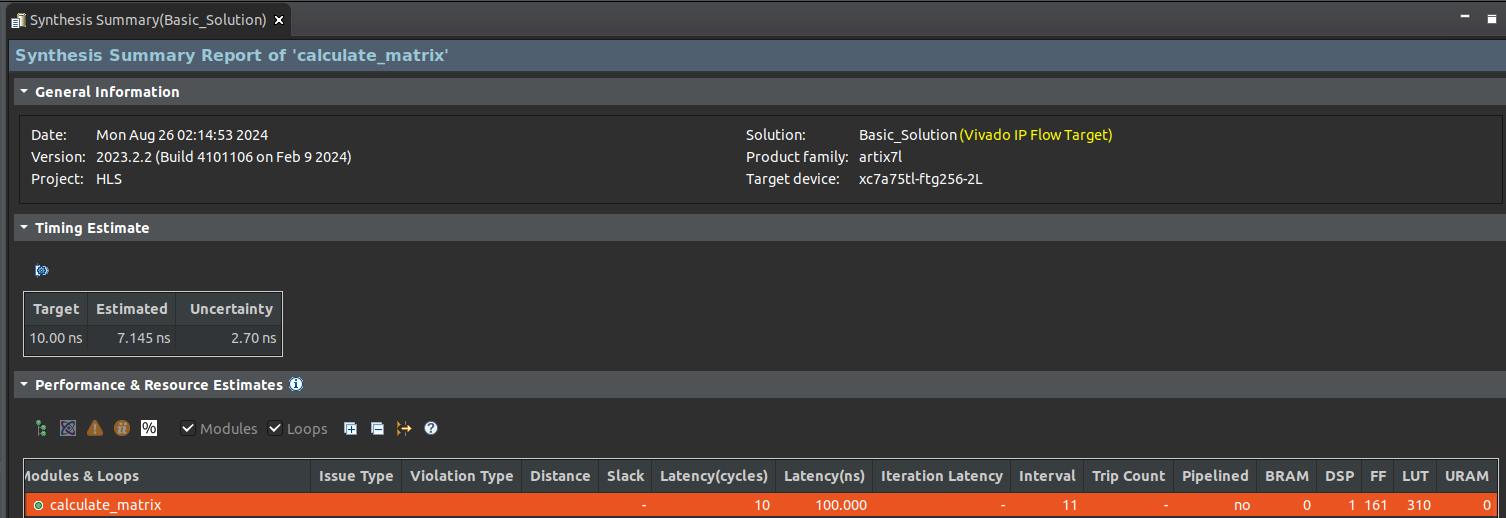 Synthesis Summary(Basic_Solution)
Synthesis Summary Report of 'calculate_matrix'
General Information
Date: Mon Aug 26 02:14:53 2024 Solution: Basic_Solution (Vivado IP Flow Target)
Version: 2023.2.2 (Build 4101106 on Feb 9 2024) Product family: artix7l
Project: HLS Target device: xc7a75tl-ftg256-2L
Timing Estimate
Target Estimated Uncertainty
10.00 ns 7.145 ns 2.70 ns
Performance & Resource Estimates
% Modules Loops
Modules & Loops Issue Type Violation Type Distance Slack Latency(cycles) Latency(ns) Iteration Latency Interval Trip Count Pipelined BRAM DSP FF LUT URAM
calculate_matrix - 10 100.000 - 11 - no 0 1 161 310 0